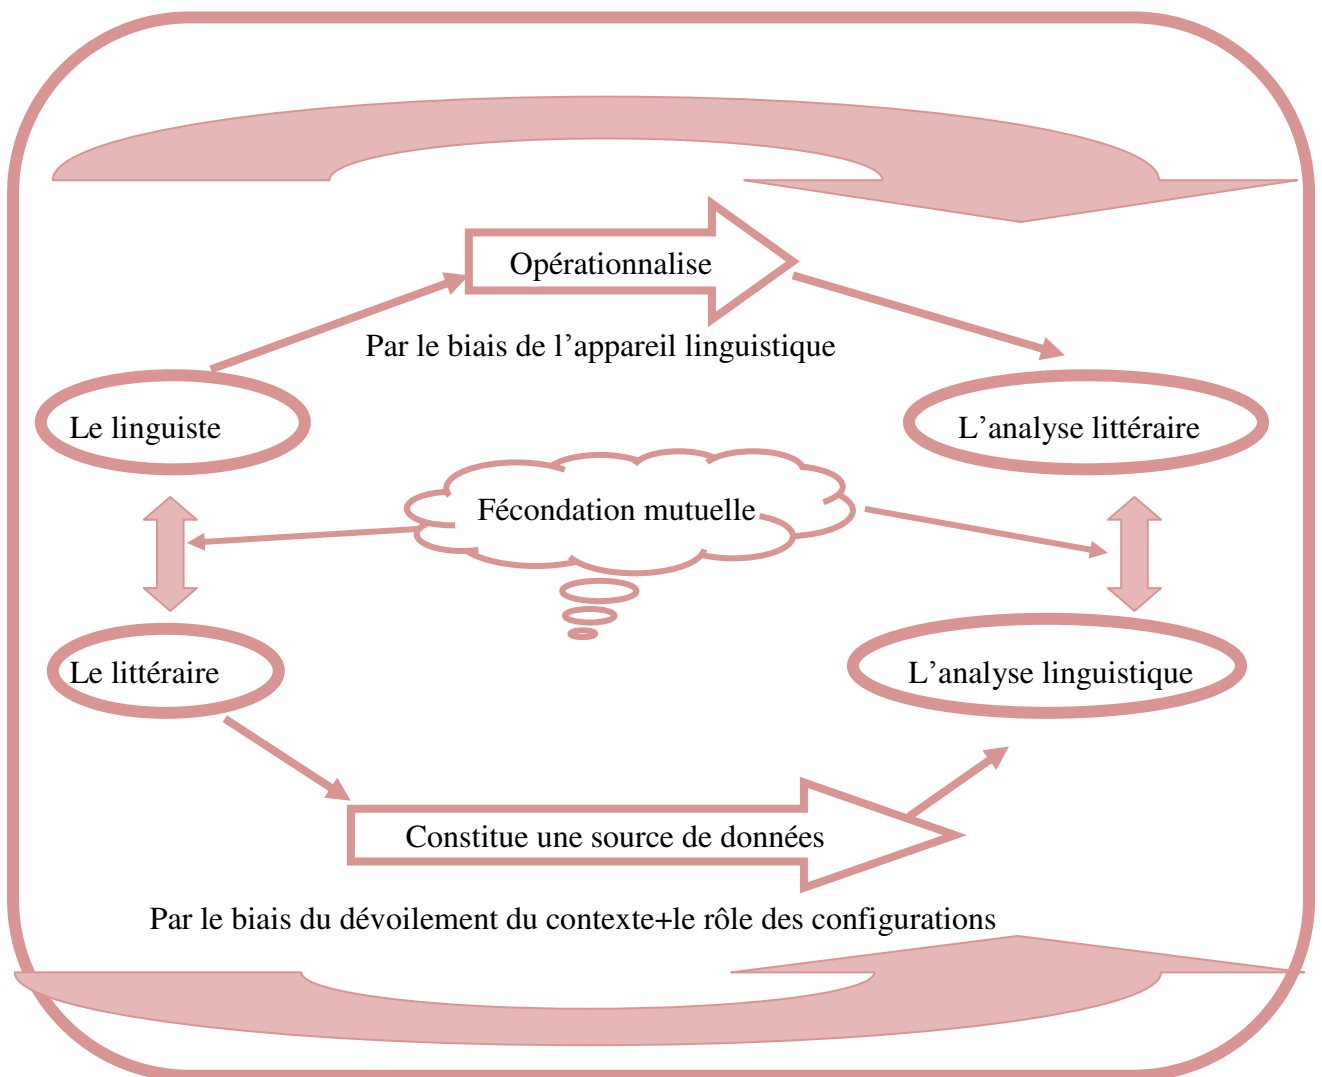 Opérationnalise
Par le biais de l’appareil linguistique
Le linguiste
L’analyse littéraire
Fécondation mutuelle
Le littéraire
L’analyse linguistique
Constitue une source de données
Par le biais du dévoilement du contexte+le rôle des configurations